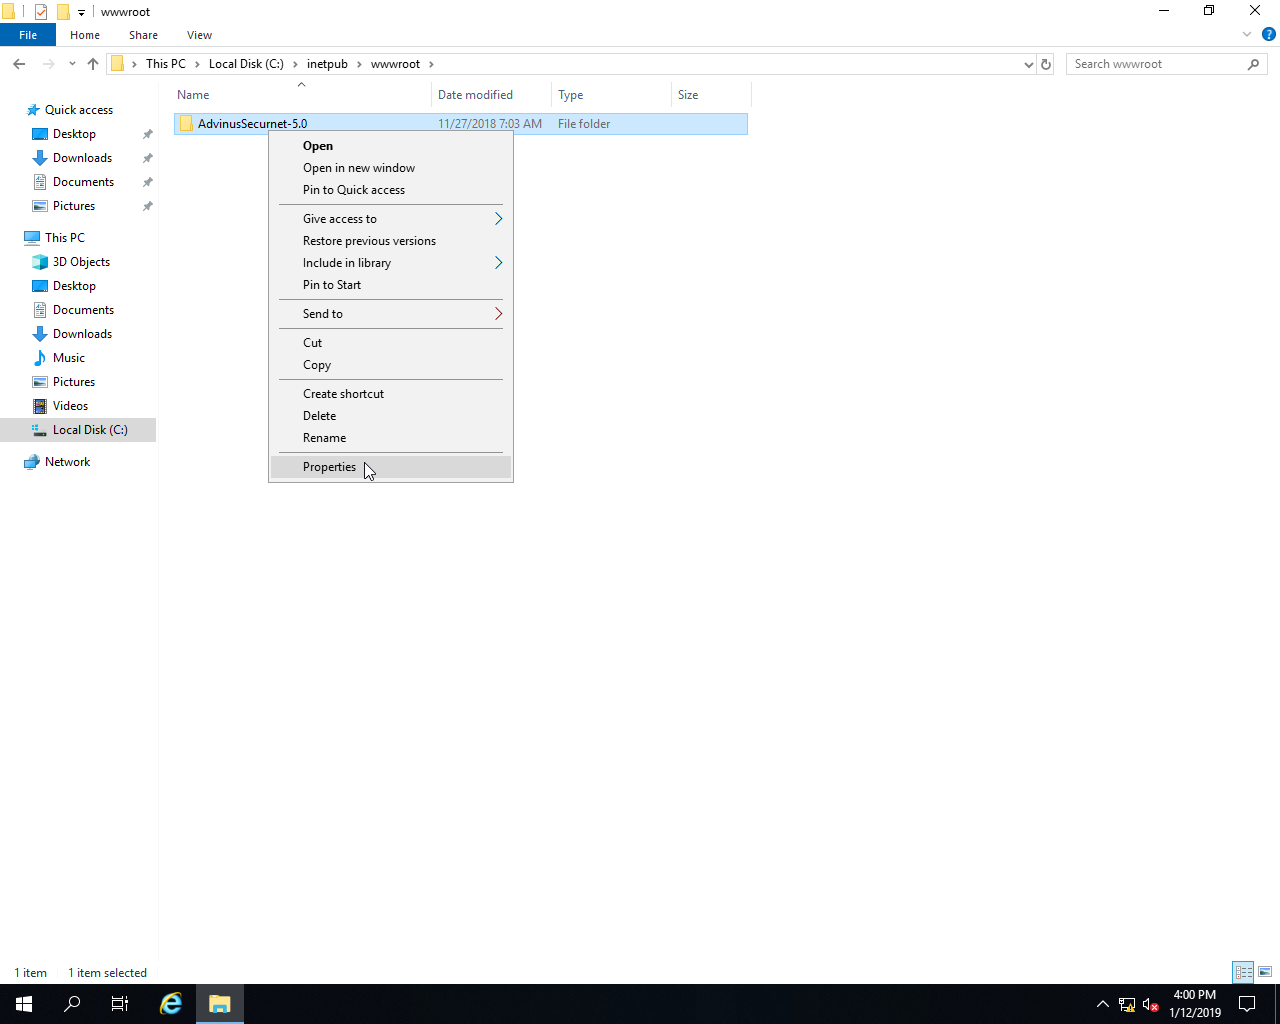 wwwroot
File Home Share View
This PC Local Disk (C:) inetpub wwwroot Search wwwroot
Name Date modified Type Size
Quick access
AdvinusSecurnet-5.0 11/27/2018 7:03 AM File folder
Desktop
Downloads
Documents
Pictures
This PC
3D Objects
Desktop
Documents
Downloads
Music
Pictures
Videos
Local Disk (C:)
Network
Open
Open in new window
Pin to Quick access
Give access to
Restore previous versions
Include in library
Pin to Start
Send to
Cut
Copy
Create shortcut
Delete
Rename
Properties
1 item 1 item selected
4:00 PM
1/12/2019